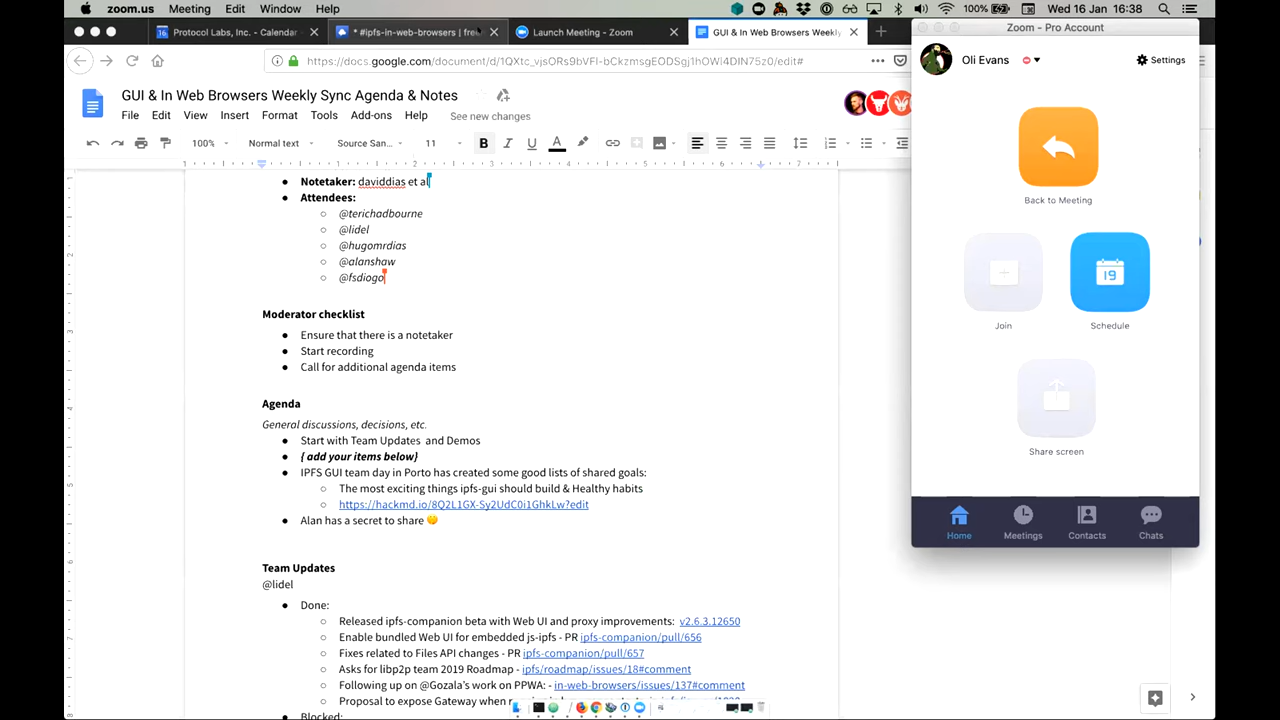 zoom.us Meeting Edit Window Help 100% Wed 16 Jan 16:38
Protocol Labs, Inc. - Calendar
* #ipfs-in-web-browsers | free
Launch Meeting - Zoom
GUI & In Web Browsers Weekly
https://docs.google.com/document/d/
GUI & In Web Browsers Weekly Sync Agenda & Notes
File Edit View Insert Format Tools Add-ons Help See new changes
100% Normal text Source San... 11
Notetaker: daviddias et al
Attendees:
@terichadbourne
@lidel
@hugomrdias
@alanshaw
@fsdiogo
Moderator checklist
Ensure that there is a notetaker
Start recording
Call for additional agenda items
Agenda
General discussions, decisions, etc.
Start with Team Updates and Demos
{ add your items below}
IPFS GUI team day in Porto has created some good lists of shared goals:
The most exciting things ipfs-gui should build & Healthy habits
https://hackmd.io/8Q2L1GX-Sy2UdC0i1GhkLw?edit
Alan has a secret to share
Team Updates
@lidel
Done:
Released ipfs-companion beta with Web UI and proxy improvements: v2.6.3.12650
Enable bundled Web UI for embedded js-ipfs - PR ipfs-companion/pull/656
Fixes related to Files API changes - PR ipfs-companion/pull/657
Asks for libp2p team 2019 Roadmap - ipfs/roadmap/issues/18#comment
Following up on @Gozala's work on PPWA: - in-web-browsers/issues/137#comment
Proposal to expose Gateway when
Blocked:
Zoom - Pro Account
Oli Evans
Settings
Back to Meeting
Join
19
Schedule
Share screen
Home Meetings Contacts Chats